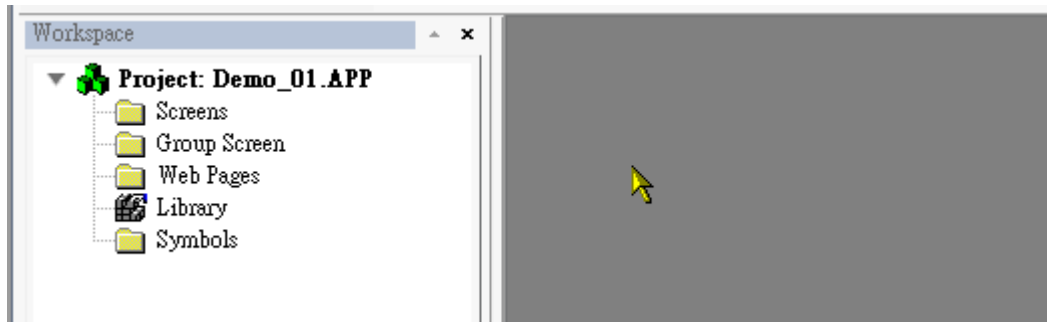 Workspace
Project: Demo_01.APP
Screens
Group Screen
Web Pages
Library
Symbols